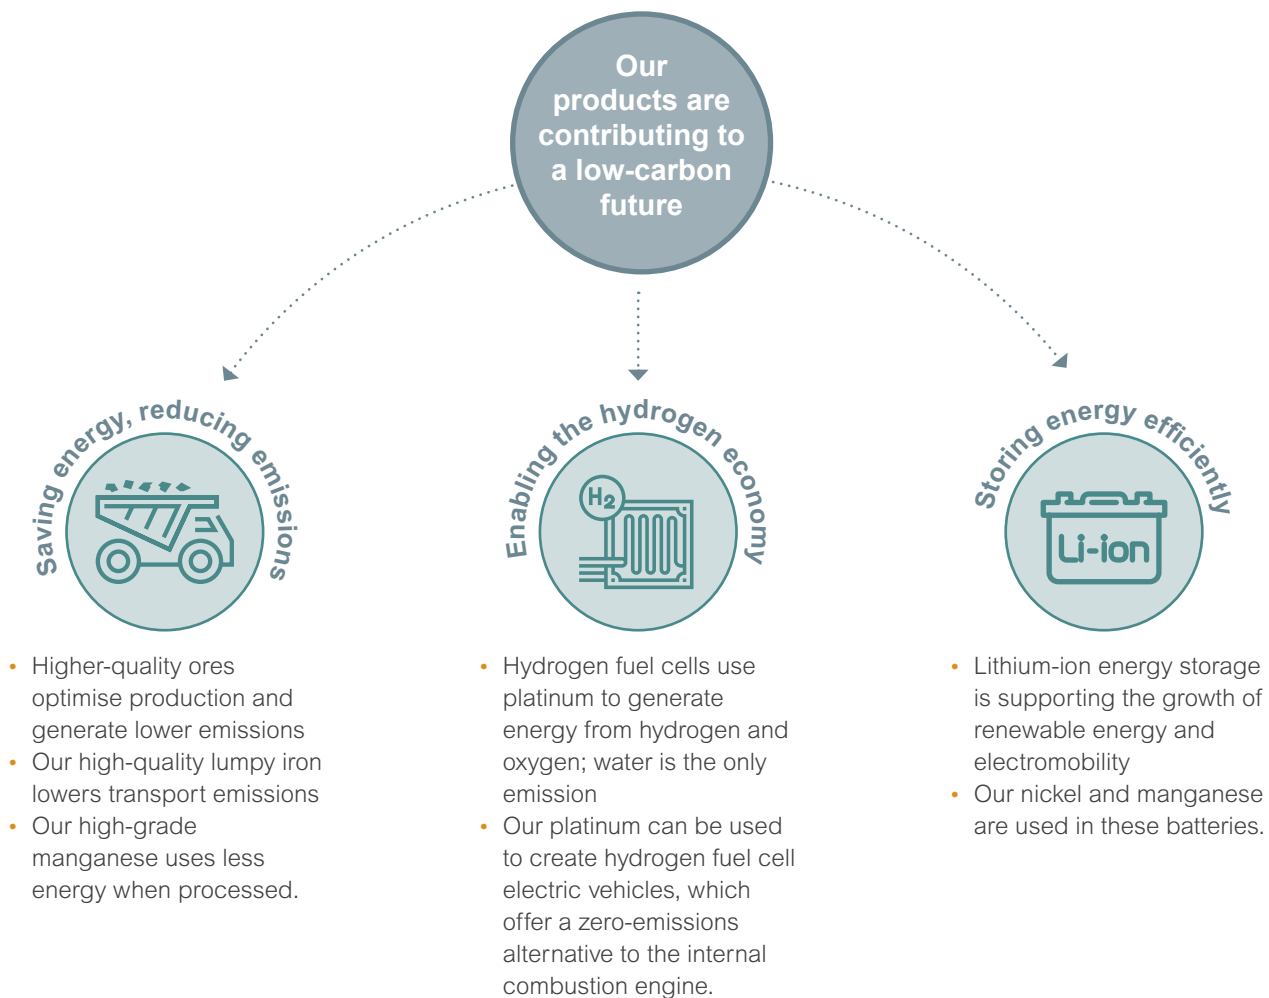 Our
products are
contributing to
a low-carbon
future
Saving energy, reducing emissions
Higher-quality ores
optimise production and
generate lower emissions
Our high-quality lumpy iron
lowers transport emissions
Our high-grade
manganese uses less
energy when processed.
Enabling the hydrogen economy
H2
Hydrogen fuel cells use
platinum to generate
energy from hydrogen and
oxygen; water is the only
emission
Our platinum can be used
to create hydrogen fuel cell
electric vehicles, which
offer a zero-emissions
alternative to the internal
combustion engine.
Storing energy efficiently
Li-ion
Lithium-ion energy storage
is supporting the growth of
renewable energy and
electromobility
Our nickel and manganese
are used in these batteries.